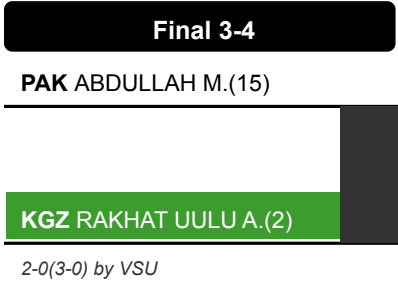 Final 3-4
PAK ABDULLAH M.(15)
KGZ RAKHAT UULU A.(2)
2-0(3-0) by VSU